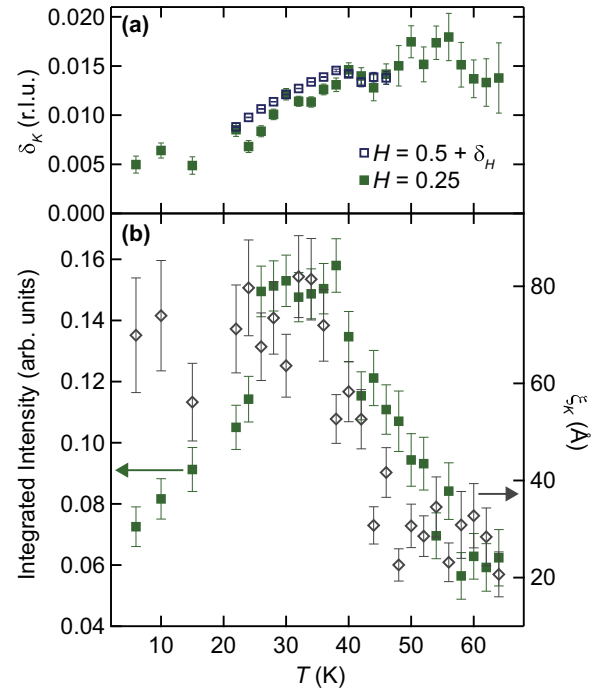 (a)
0.020
0.015
0.010
0.005
0.000
δK (r.l.u.)
H = 0.5 + δH
H = 0.25
(b)
0.16
0.14
0.12
0.10
0.08
0.06
0.04
Integrated Intensity (arb. units)
80
60
40
20
ξK (Å)
10 20 30 40 50 60
T (K)